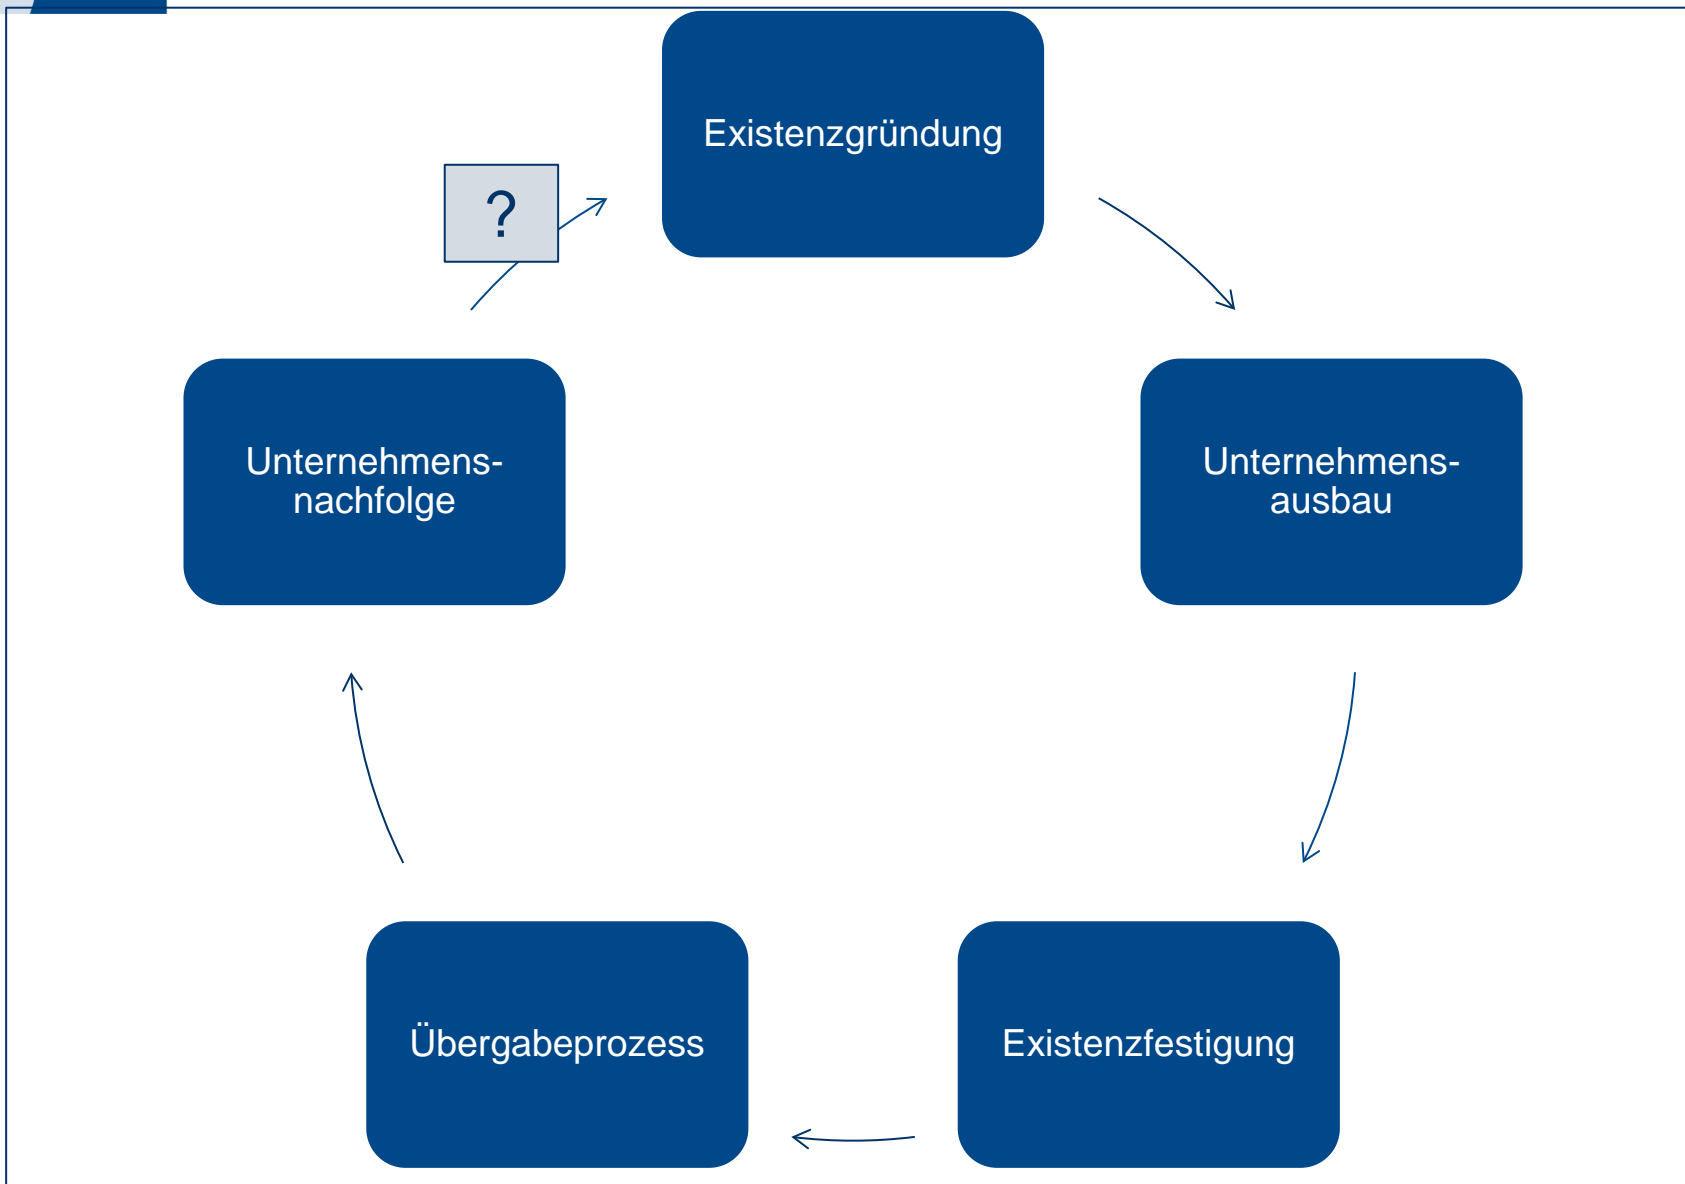 Existenzgründung
?
Unternehmens-
ausbau
Existenzfestigung
Übergabeprozess
Unternehmens-
nachfolge